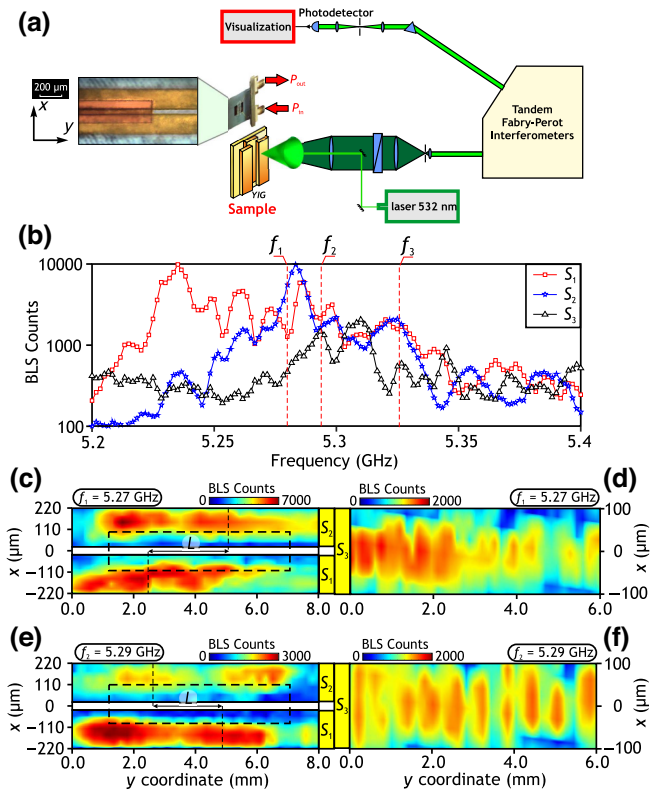 (a)
Photodetector
Visualization
200 μm
x
y
Pout
Pin
YIG
Sample
Tandem
Fabry-Perot
Interferometers
laser 532 nm
(b)
f1 f2 f3
10000
1000
100
BLS Counts
S1
S2
S3
5.2 5.25 5.3 5.35 5.4
Frequency (GHz)
(c)
f1 = 5.27 GHz
BLS Counts
0 7000
220
110
0
-110
-220
x (μm)
L
S2
S1
S3
0.0 2.0 4.0 6.0 8.0
BLS Counts
0 2000
f1 = 5.27 GHz
(d)
100
0
-100
x (μm)
0.0 2.0 4.0 6.0
(e)
f2 = 5.29 GHz
BLS Counts
0 3000
220
110
0
-110
-220
x (μm)
L
S2
S1
S3
0.0 2.0 4.0 6.0 8.0
y coordinate (mm)
BLS Counts
0 2000
f2 = 5.29 GHz
(f)
100
0
-100
x (μm)
0.0 2.0 4.0 6.0
y coordinate (mm)